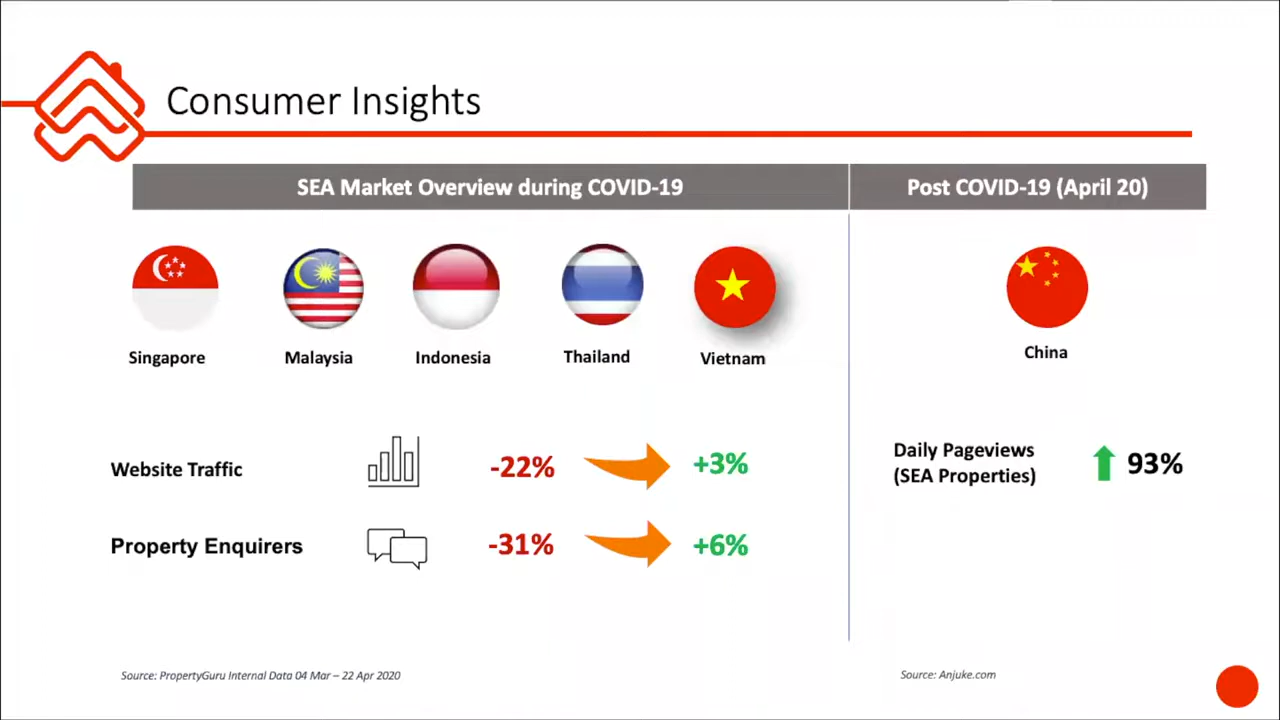 Consumer Insights
SEA Market Overview during COVID-19
Post COVID-19 (April 20)
Singapore
Malaysia
Indonesia
Thailand
Vietnam
China
Website Traffic
-22%
+3%
Property Enquirers
-31%
+6%
Daily Pageviews
(SEA Properties)
93%
Source: PropertyGuru Internal Data 04 Mar – 22 Apr 2020
Source: Anjuke.com